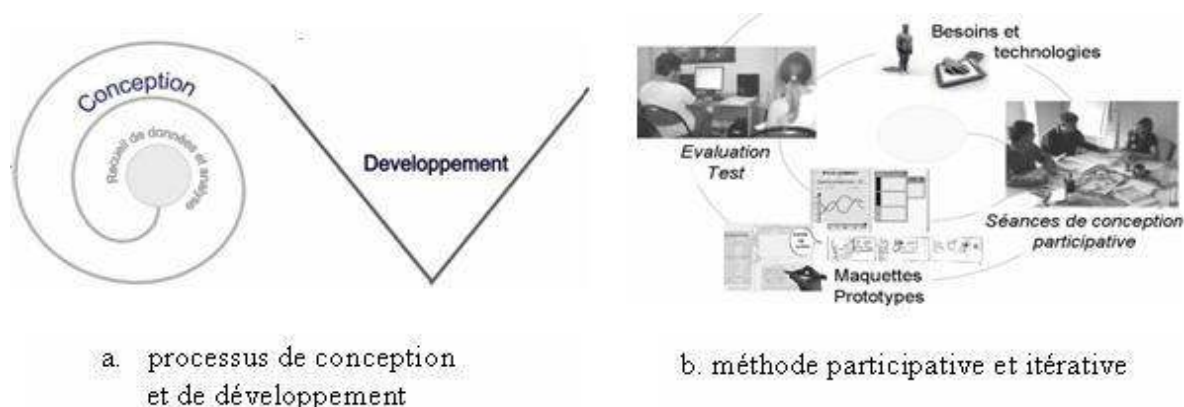 Conception
Recueil de données et analyse
Developpement
a. processus de conception
et de développement
Besoins et
technologies
Evaluation
Test
Séances de conception
participative
Maquettes
Prototypes
b. méthode participative et itérative